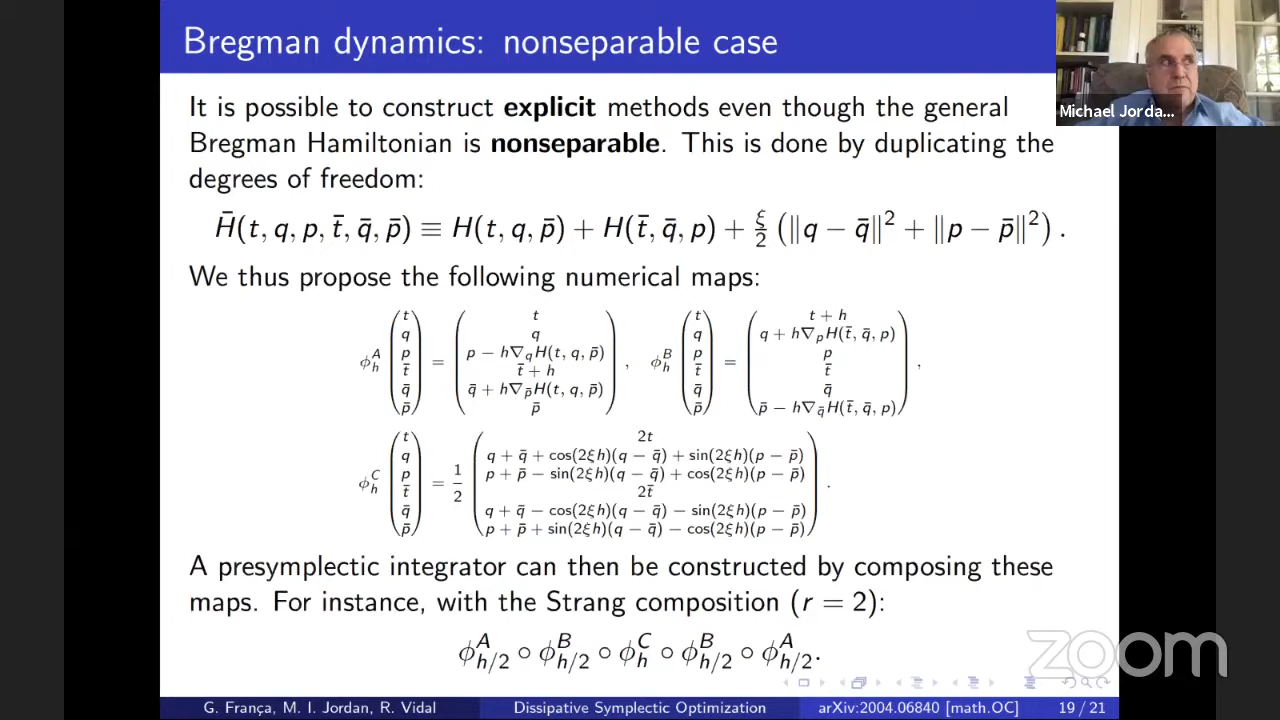 Bregman dynamics: nonseparable case
Michael Jorda...
It is possible to construct explicit methods even though the general
Bregman Hamiltonian is nonseparable. This is done by duplicating the
degrees of freedom:
H̄(t, q, p, t̄, q̄, p̄) ≡ H(t, q, p̄) + H(t̄, q̄, p) + ξ/2 (‖q − q̄‖² + ‖p − p̄‖²).
We thus propose the following numerical maps:
ϕ_h^A (t, q, p, t̄, q̄, p̄) = (t, q, p − h∇_q H(t, q, p̄), t̄ + h, q̄ + h∇_p̄ H(t, q, p̄), p̄), ϕ_h^B (t, q, p, t̄, q̄, p̄) = (t + h, q + h∇_p H(t̄, q̄, p), p, t̄, q̄, p̄ − h∇_q̄ H(t̄, q̄, p)),
ϕ_h^C (t, q, p, t̄, q̄, p̄) = 1/2 (2t, q + q̄ + cos(2ξh)(q − q̄) + sin(2ξh)(p − p̄), p + p̄ − sin(2ξh)(q − q̄) + cos(2ξh)(p − p̄), 2t̄, q + q̄ − cos(2ξh)(q − q̄) − sin(2ξh)(p − p̄), p + p̄ + sin(2ξh)(q − q̄) − cos(2ξh)(p − p̄)).
A presymplectic integrator can then be constructed by composing these
maps. For instance, with the Strang composition (r = 2):
ϕ_{h/2}^A ∘ ϕ_{h/2}^B ∘ ϕ_h^C ∘ ϕ_{h/2}^B ∘ ϕ_{h/2}^A.
zoom
G. França, M. I. Jordan, R. Vidal Dissipative Symplectic Optimization arXiv:2004.06840 [math.OC] 19 / 21